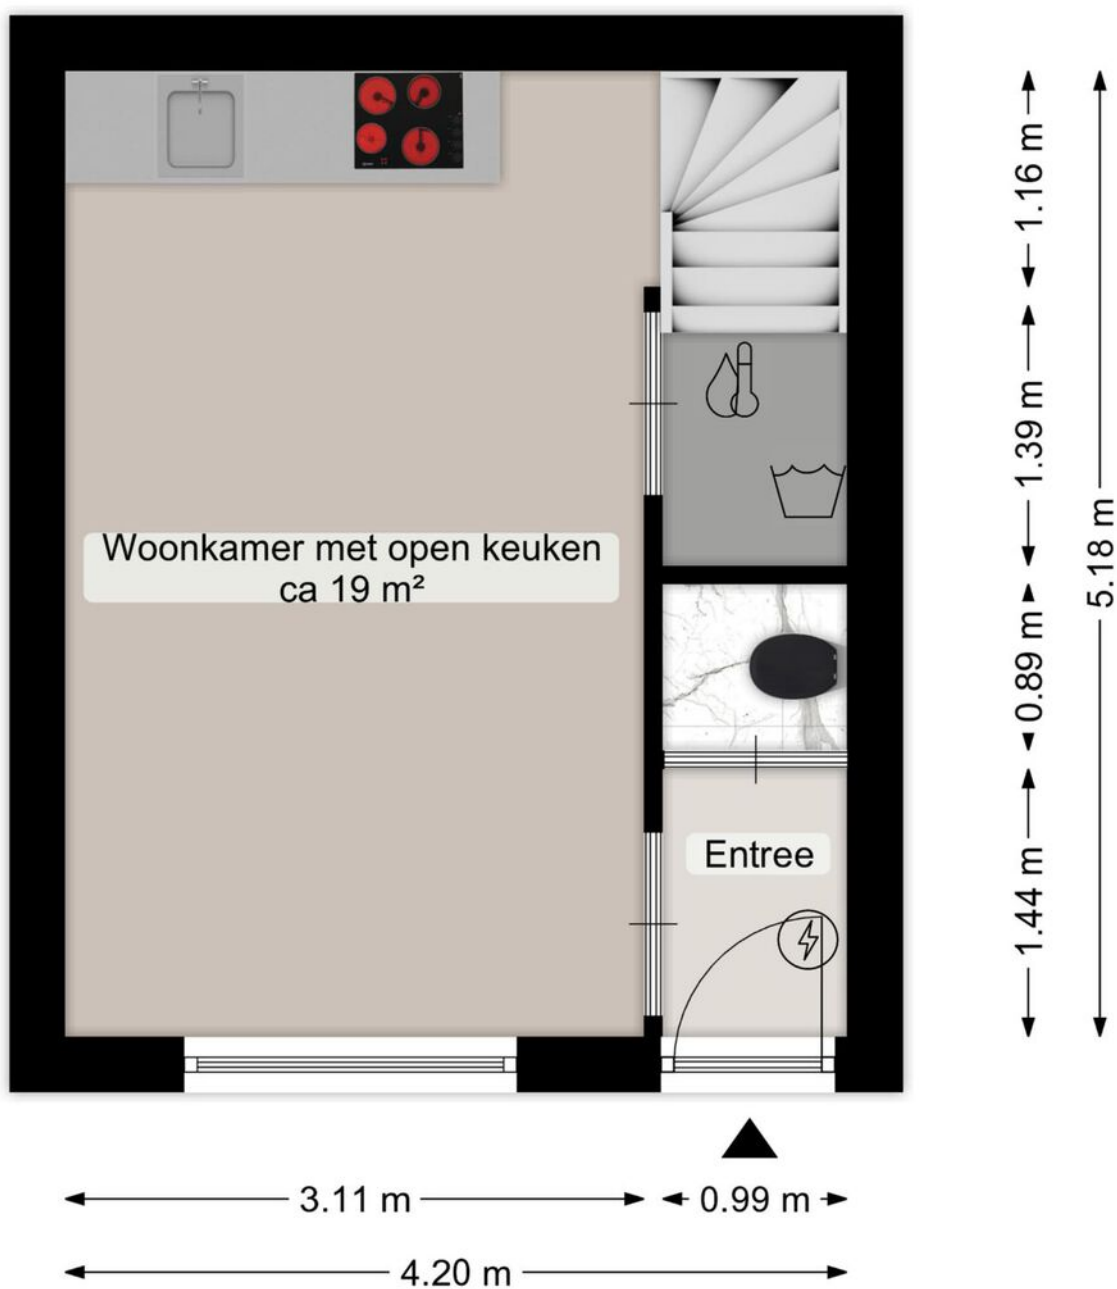 1.16 m
1.39 m
5.18 m
Woonkamer met open keuken
ca 19 m²
0.89 m
Entree
1.44 m
3.11 m
0.99 m
4.20 m